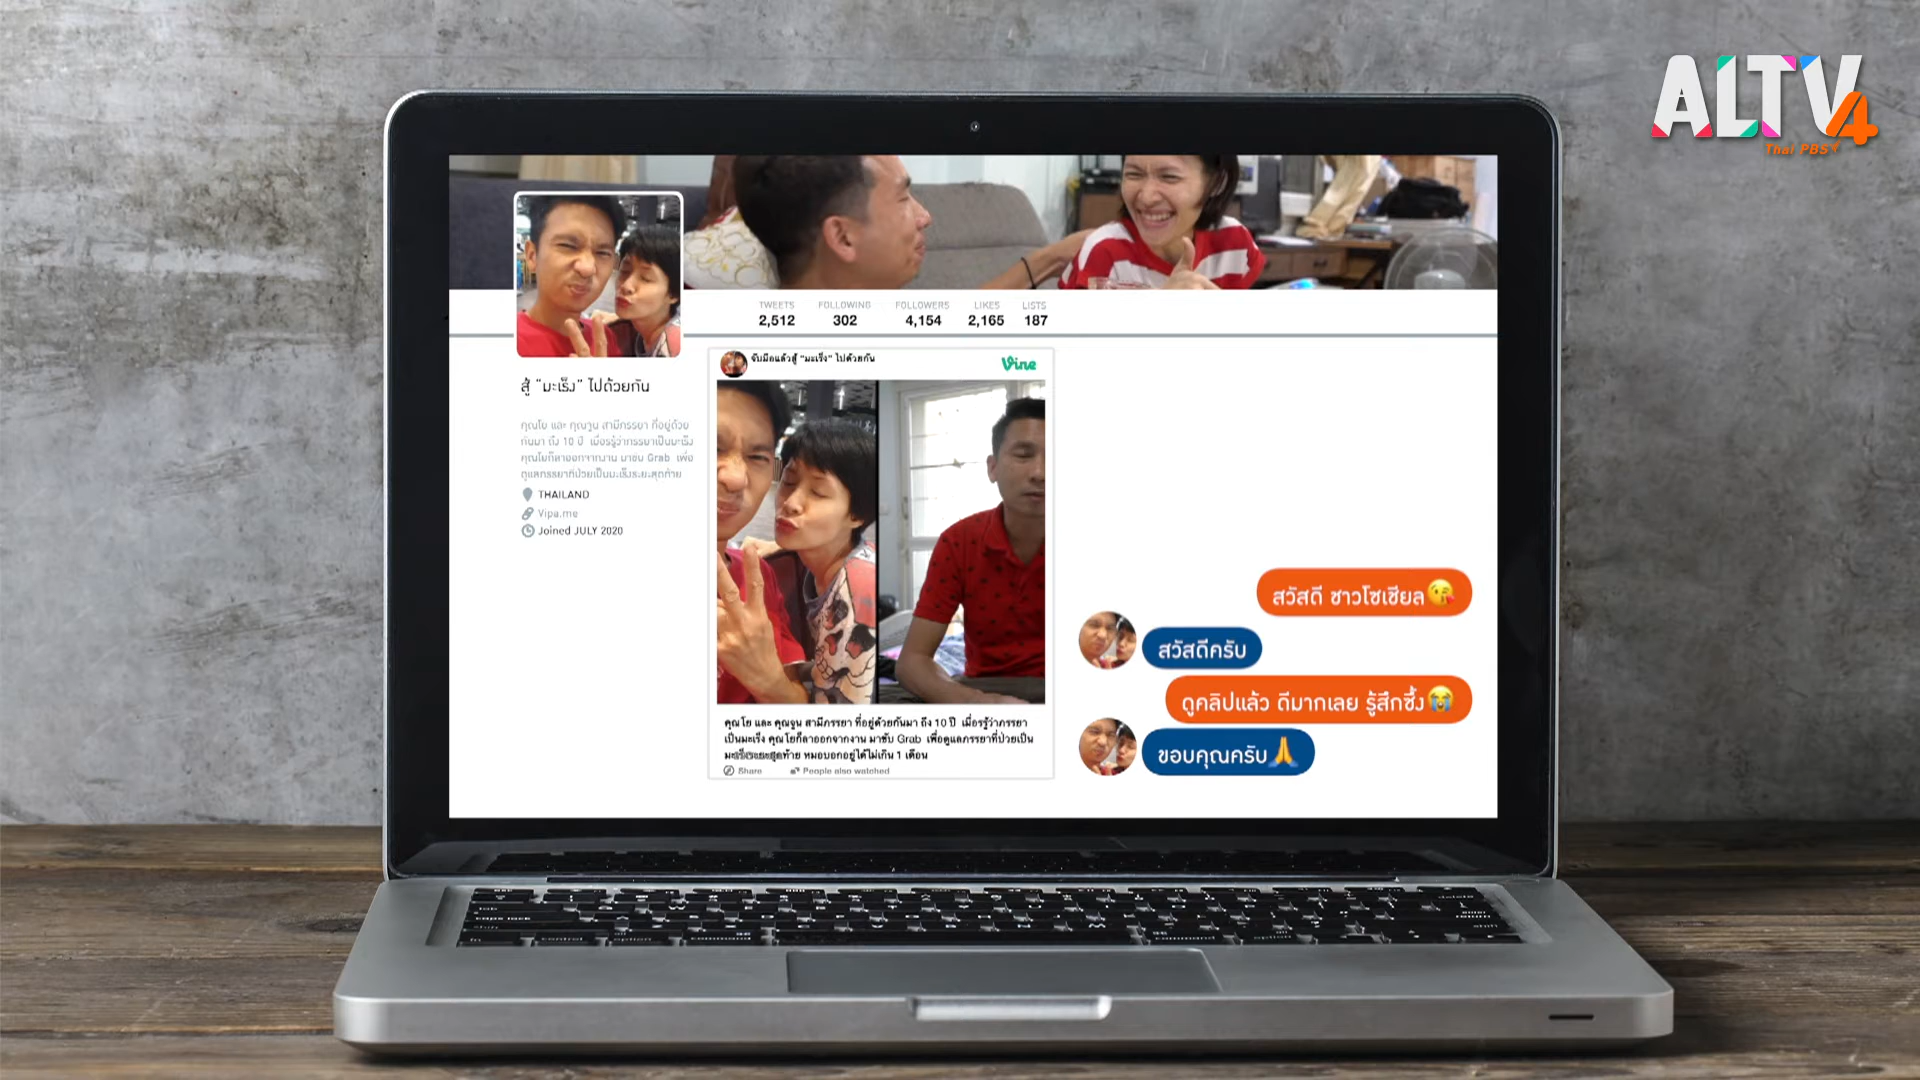 ALTV4
Thai PBS
TWEETS FOLLOWING FOLLOWERS LIKES LISTS
2,512 302 4,154 2,165 187
สู้ "มะเร็ง" ไปด้วยกัน
คุณโย และ คุณจูน สามีภรรยา ที่อยู่ด้วย
กันมา ถึง 10 ปี เมื่อรู้ว่าภรรยาเป็นมะเร็ง
คุณโยก็ลาออกจากงาน มาขับ Grab เพื่อ
ดูแลภรรยาที่ป่วยเป็นมะเร็งระยะสุดท้าย
THAILAND
Vipa.me
Joined JULY 2020
จับมือแล้วสู้ "มะเร็ง" ไปด้วยกัน
Vine
คุณโย และ คุณจูน สามีภรรยา ที่อยู่ด้วยกันมา ถึง 10 ปี เมื่อรู้ว่าภรรยา
เป็นมะเร็ง คุณโยก็ลาออกจากงาน มาขับ Grab เพื่อดูแลภรรยาที่ป่วยเป็น
มะเร็งระยะสุดท้าย หมอบอกอยู่ได้ไม่เกิน 1 เดือน
Share People also watched
สวัสดี ชาวโซเชียล😘
สวัสดีครับ
ดูคลิปแล้ว ดีมากเลย รู้สึกซึ้ง😭
ขอบคุณครับ🙏
tab
caps lock
shift
fn control option command
command option
delete
enter
return
shift